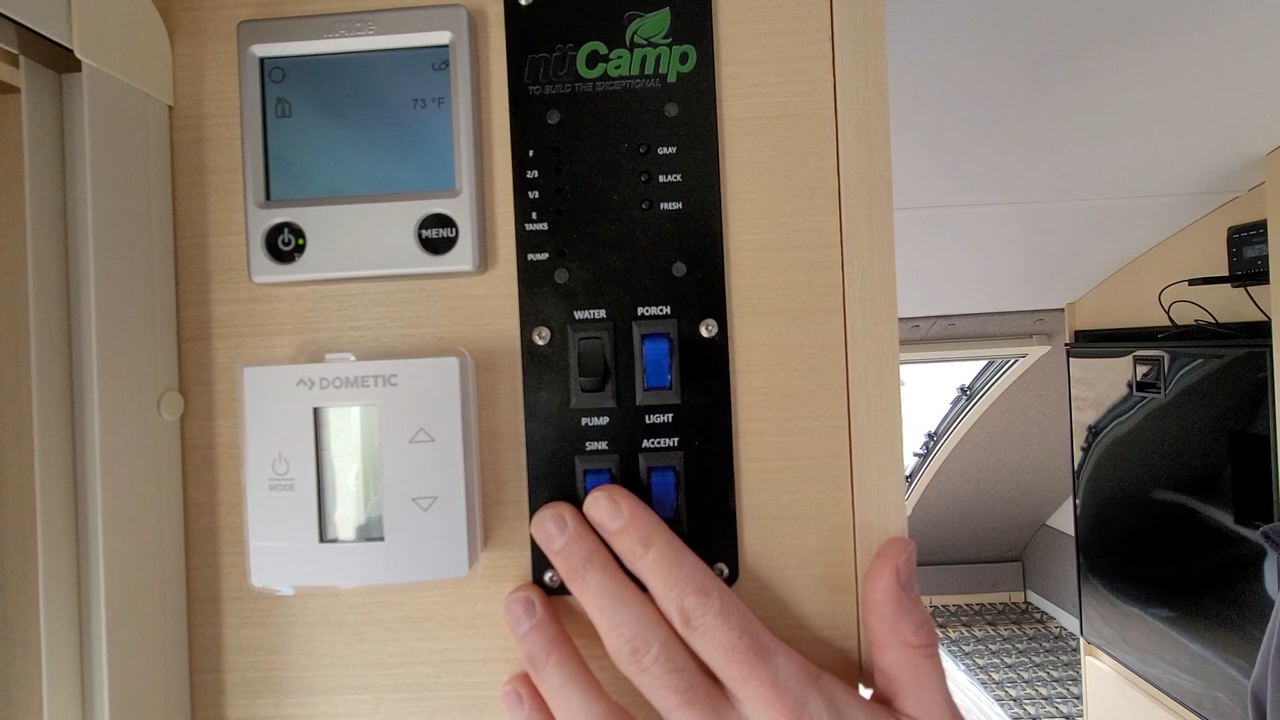 Alde
73 °F
MENU
nüCamp
TO BUILD THE EXCEPTIONAL
F
2/3
1/3
E
TANKS
PUMP
GRAY
BLACK
FRESH
WATER
PUMP
PORCH
LIGHT
SINK
ACCENT
DOMETIC
MODE